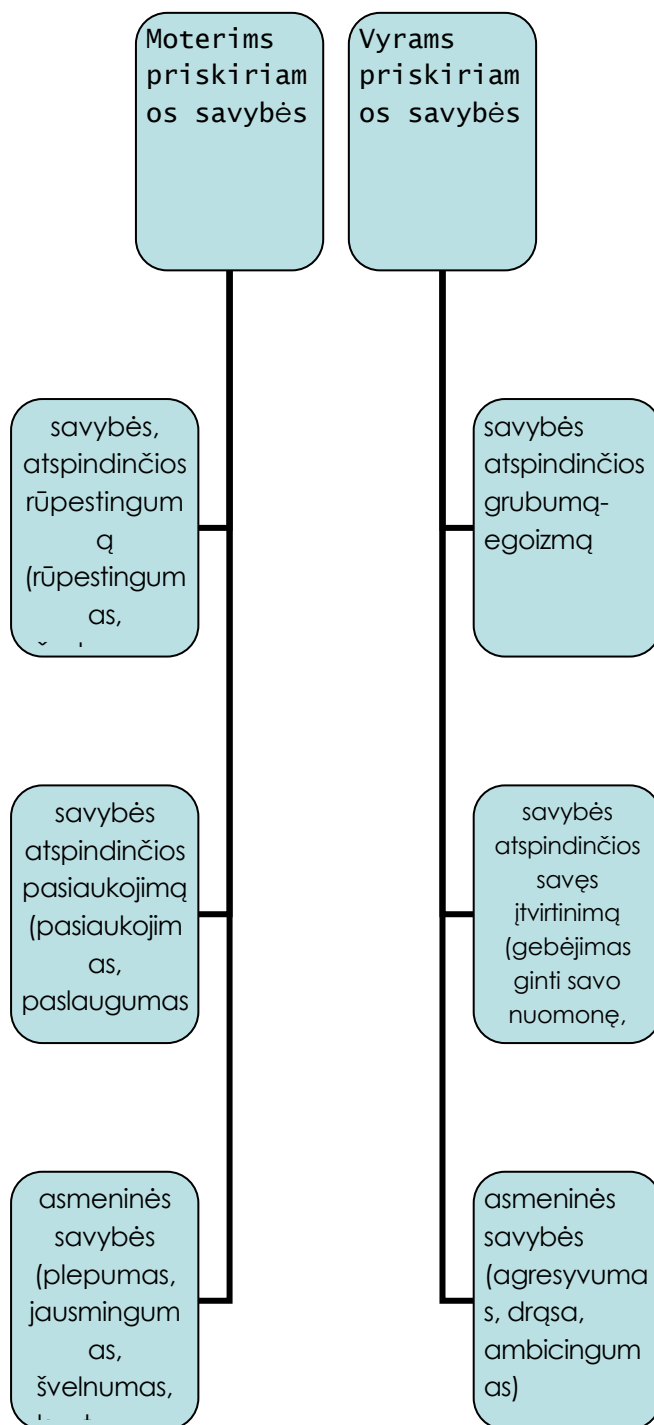 Moterims
priskiriam
os savybės
Vyrams
priskiriam
os savybės
savybės,
atspindinčios
rūpestingum
ą
(rūpestingum
as,
savybės
atspindinčios
grubumą-
egoizmą
savybės
atspindinčios
pasiaukojimą
(pasiaukojim
as,
paslaugumas
savybės
atspindinčios
savęs
įtvirtinimą
(gebėjimas
ginti savo
nuomonę,
asmeninės
savybės
(plepumas,
jausmingum
as,
švelnumas,
asmeninės
savybės
(agresyvuma
s, drąsa,
ambicingum
as)